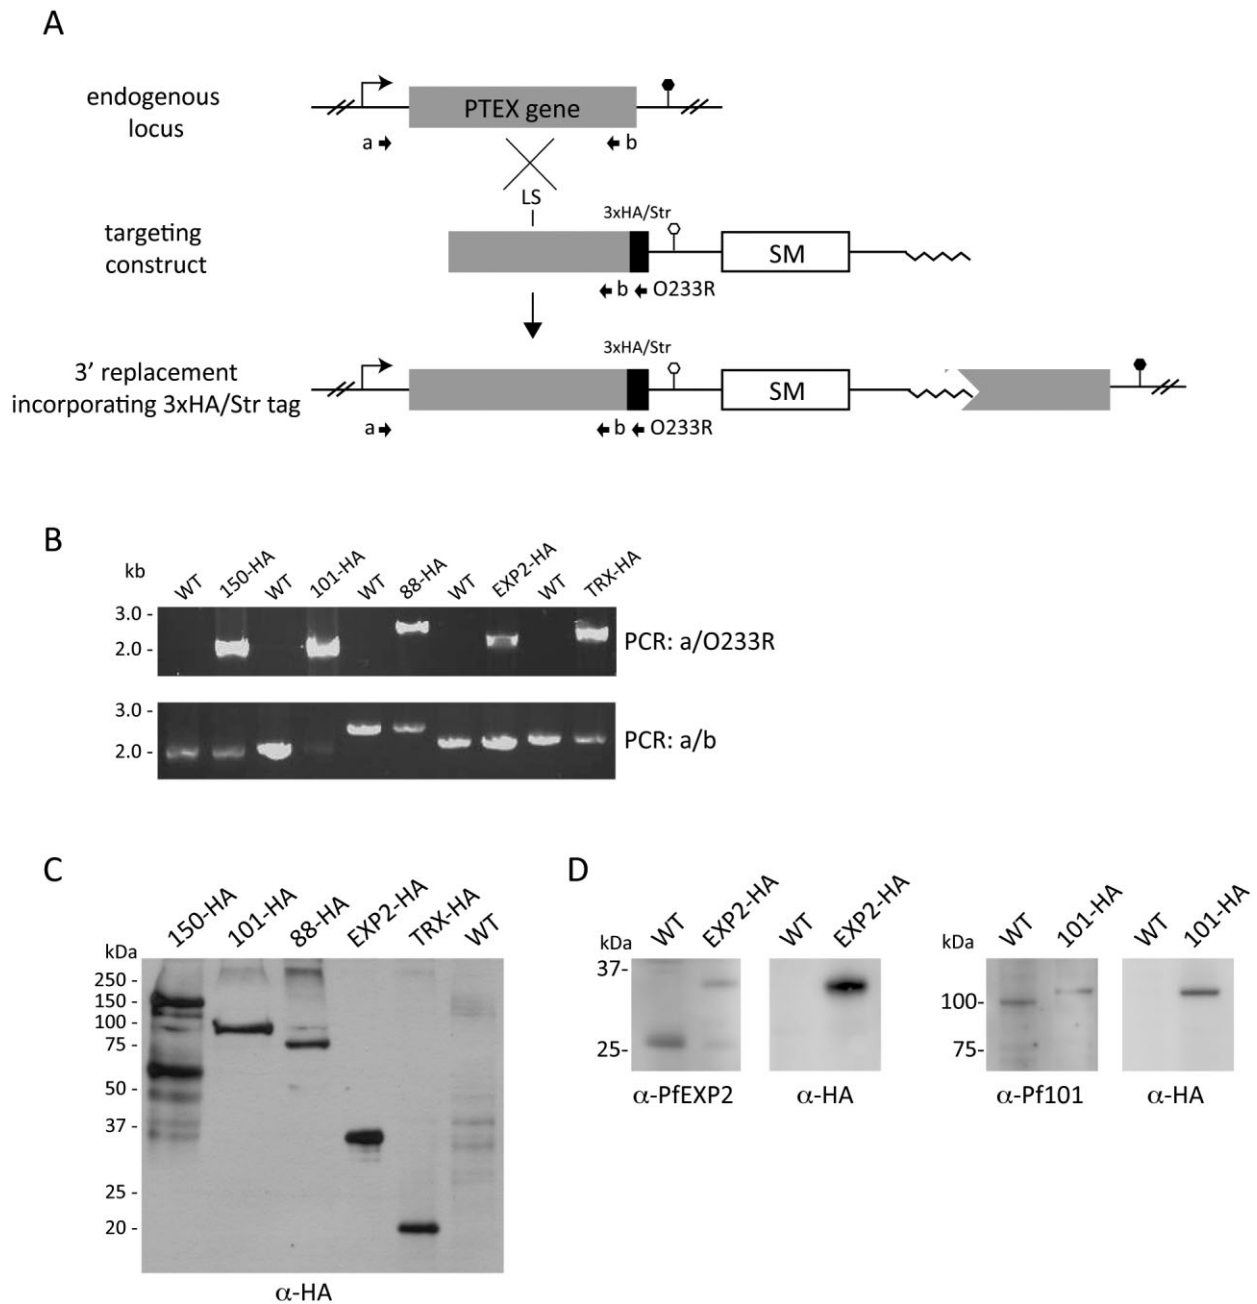 A
endogenous
locus
PTEX gene
a
b
LS
targeting
construct
3xHA/Str
SM
b
O233R
3’ replacement
incorporating 3xHA/Str tag
3xHA/Str
SM
a
b
O233R
B
kb
WT
150-HA
WT
101-HA
WT
88-HA
WT
EXP2-HA
WT
TRX-HA
3.0 -
2.0 -
PCR: a/O233R
3.0 -
2.0 -
PCR: a/b
C
kDa
150-HA
101-HA
88-HA
EXP2-HA
TRX-HA
WT
250 -
150 -
100 -
75 -
50 -
37 -
25 -
20 -
α-HA
D
kDa
WT
EXP2-HA
WT
EXP2-HA
37-
25-
α-PfEXP2
α-HA
kDa
WT
101-HA
WT
101-HA
100-
75-
α-Pf101
α-HA